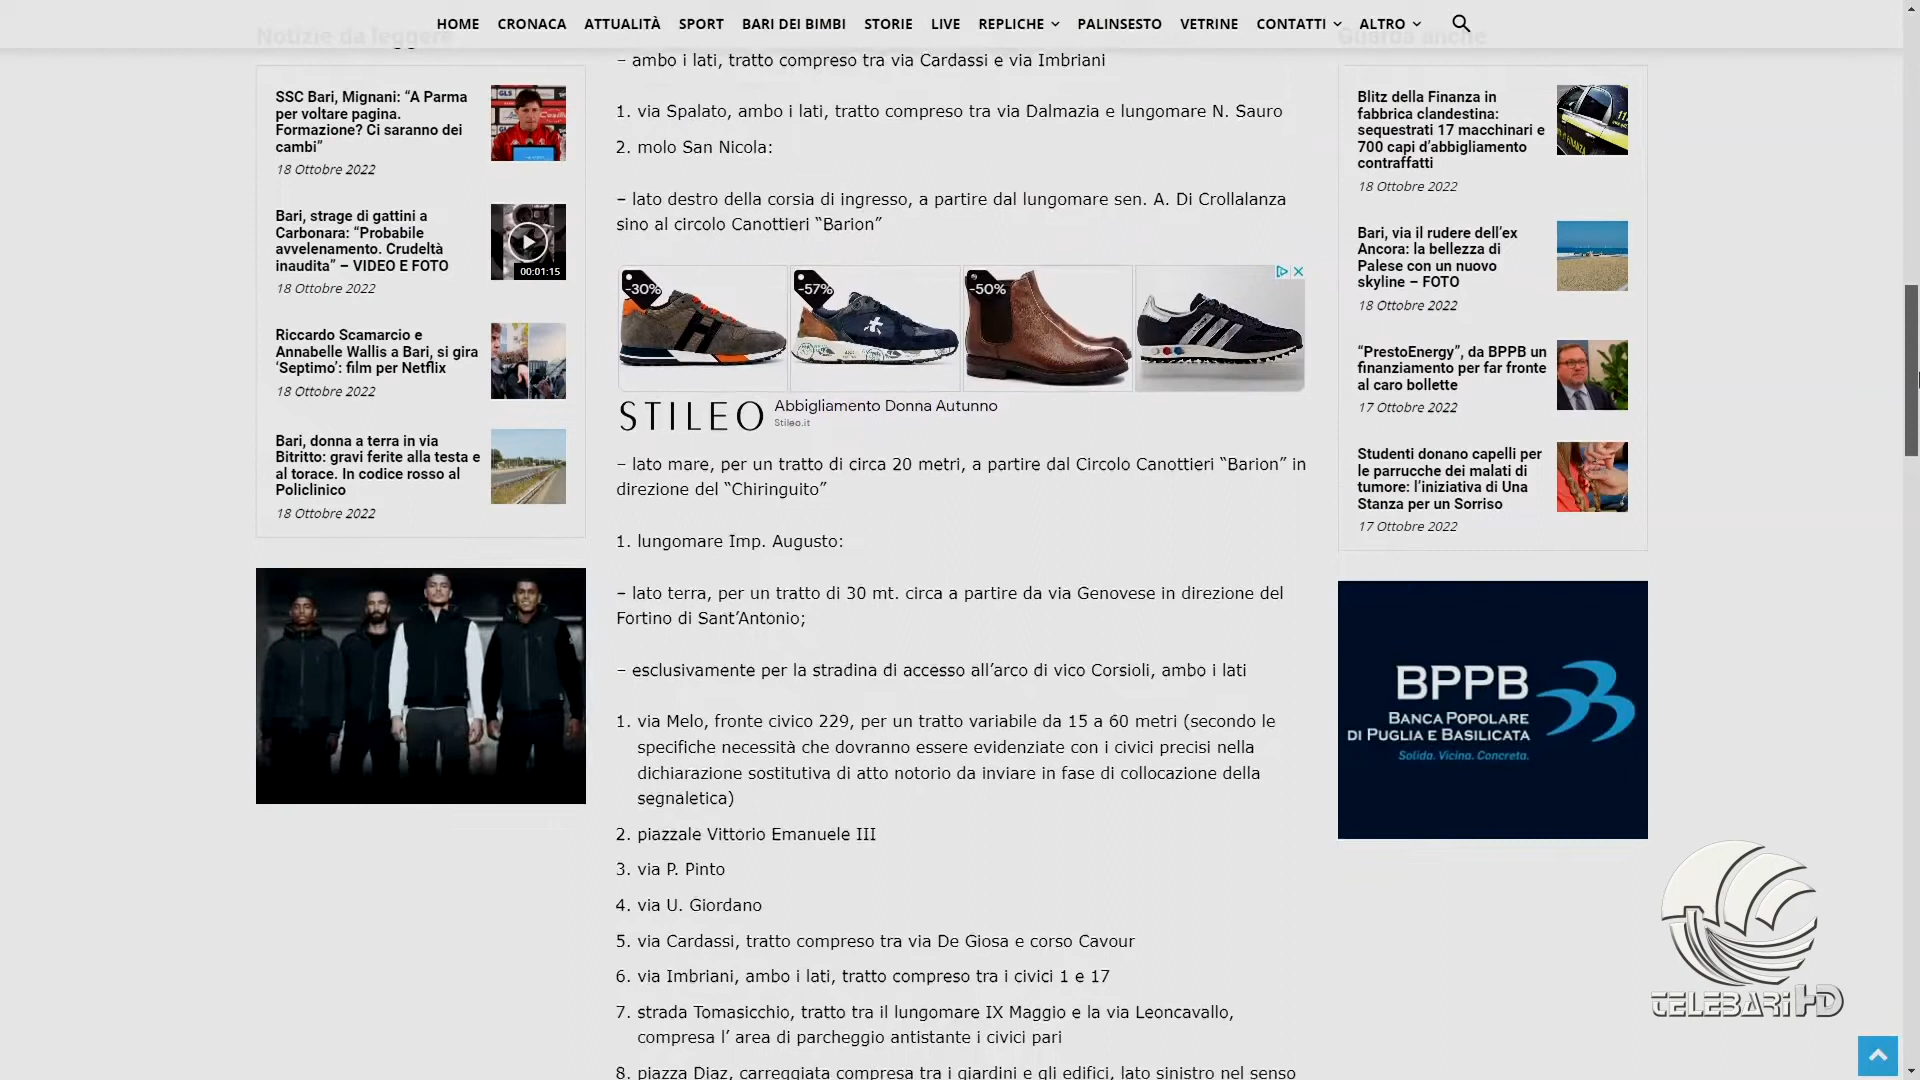 HOME CRONACA ATTUALITÀ SPORT BARI DEI BIMBI STORIE LIVE REPLICHE PALINSESTO VETRINE CONTATTI ALTRO
Notizie da leggere
SSC Bari, Mignani: “A Parma
per voltare pagina.
Formazione? Ci saranno dei
cambi”
18 Ottobre 2022
Bari, strage di gattini a
Carbonara: “Probabile
avvelenamento. Crudeltà
inaudita” – VIDEO E FOTO
18 Ottobre 2022
00:01:15
Riccardo Scamarcio e
Annabelle Wallis a Bari, si gira
‘Septimo’: film per Netflix
18 Ottobre 2022
Bari, donna a terra in via
Bitritto: gravi ferite alla testa e
al torace. In codice rosso al
Policlinico
18 Ottobre 2022
– ambo i lati, tratto compreso tra via Cardassi e via Imbriani
1. via Spalato, ambo i lati, tratto compreso tra via Dalmazia e lungomare N. Sauro
2. molo San Nicola:
– lato destro della corsia di ingresso, a partire dal lungomare sen. A. Di Crollalanza
sino al circolo Canottieri “Barion”
-30%
-57%
-50%
STILEO
Abbigliamento Donna Autunno
Stileo.it
– lato mare, per un tratto di circa 20 metri, a partire dal Circolo Canottieri “Barion” in
direzione del “Chiringuito”
1. lungomare Imp. Augusto:
– lato terra, per un tratto di 30 mt. circa a partire da via Genovese in direzione del
Fortino di Sant’Antonio;
– esclusivamente per la stradina di accesso all’arco di vico Corsioli, ambo i lati
1. via Melo, fronte civico 229, per un tratto variabile da 15 a 60 metri (secondo le
specifiche necessità che dovranno essere evidenziate con i civici precisi nella
dichiarazione sostitutiva di atto notorio da inviare in fase di collocazione della
segnaletica)
2. piazzale Vittorio Emanuele III
3. via P. Pinto
4. via U. Giordano
5. via Cardassi, tratto compreso tra via De Giosa e corso Cavour
6. via Imbriani, ambo i lati, tratto compreso tra i civici 1 e 17
7. strada Tomasicchio, tratto tra il lungomare IX Maggio e la via Leoncavallo,
compresa l’ area di parcheggio antistante i civici pari
8. piazza Diaz, carreggiata compresa tra i giardini e gli edifici, lato sinistro nel senso
Guarda anche
Blitz della Finanza in
fabbrica clandestina:
sequestrati 17 macchinari e
700 capi d’abbigliamento
contraffatti
18 Ottobre 2022
Bari, via il rudere dell’ex
Ancora: la bellezza di
Palese con un nuovo
skyline – FOTO
18 Ottobre 2022
“PrestoEnergy”, da BPPB un
finanziamento per far fronte
al caro bollette
17 Ottobre 2022
Studenti donano capelli per
le parrucche dei malati di
tumore: l’iniziativa di Una
Stanza per un Sorriso
17 Ottobre 2022
BPPB
BANCA POPOLARE
DI PUGLIA E BASILICATA
Solida. Vicina. Concreta.
TELEBARI HD